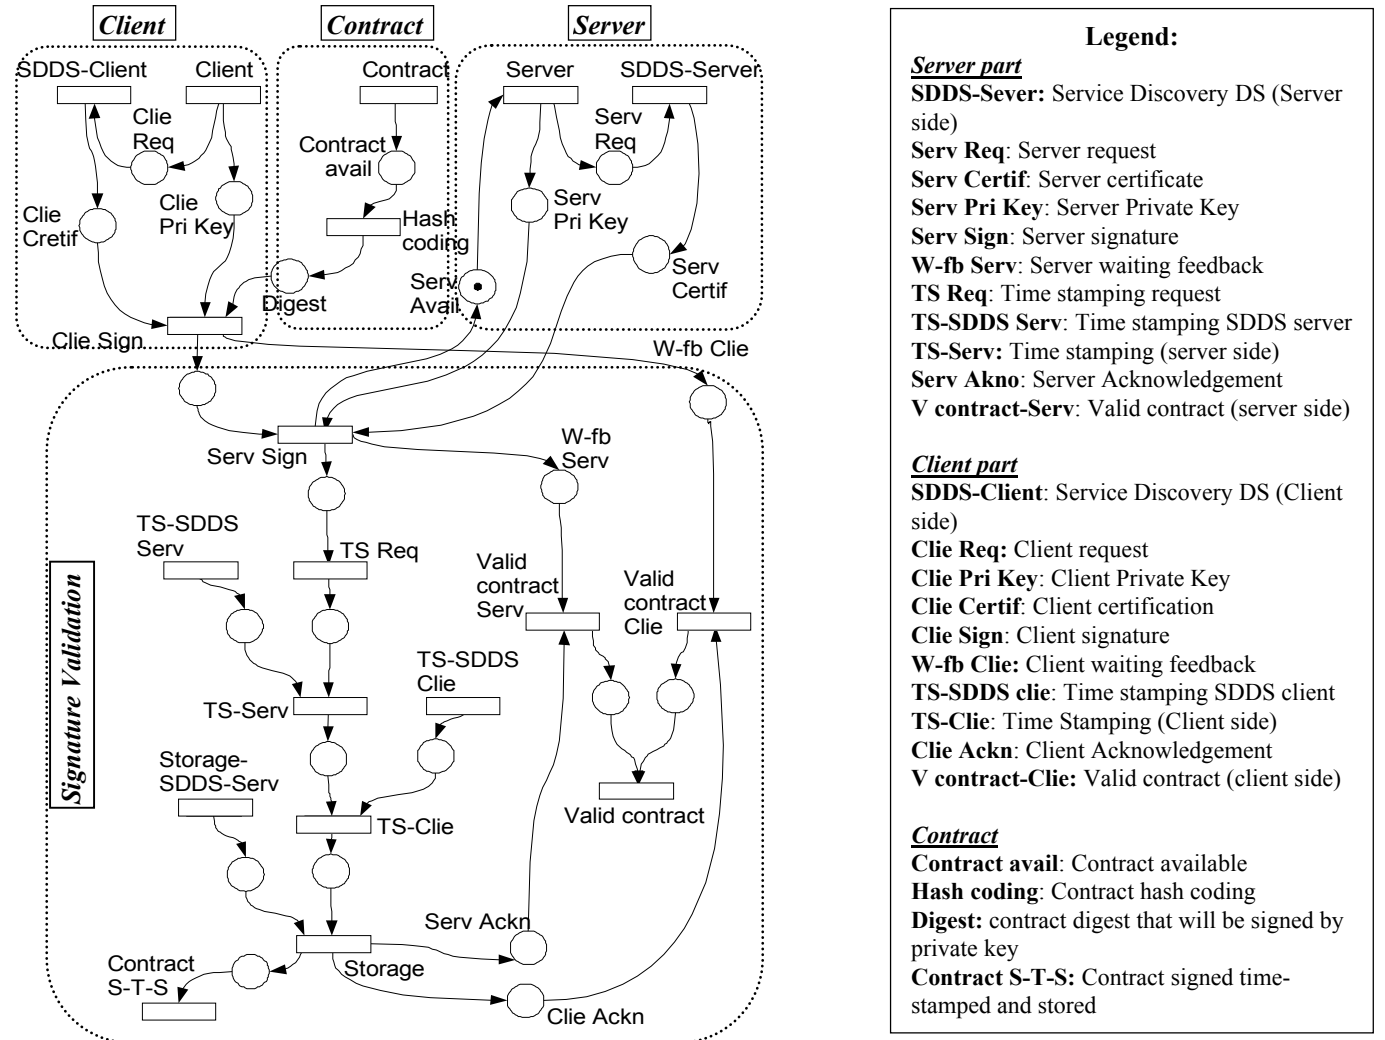 Client
Contract
Server
SDDS-Client
Client
Contract
Server
SDDS-Server
Clie
Req
Serv
Req
Contract
avail
Clie
Cretif
Clie
Pri Key
Hash
coding
Serv
Pri Key
Digest
Serv
Avail
Serv
Certif
Clie Sign
W-fb Clie
Serv Sign
W-fb
Serv
TS-SDDS
Serv
TS Req
Valid
contract
Serv
Valid
contract
Clie
Signature Validation
TS-SDDS
Clie
TS-Serv
Storage-
SDDS-Serv
TS-Clie
Valid contract
Serv Ackn
Contract
S-T-S
Storage
Clie Ackn
Legend:
Server part
SDDS-Sever: Service Discovery DS (Server
side)
Serv Req: Server request
Serv Certif: Server certificate
Serv Pri Key: Server Private Key
Serv Sign: Server signature
W-fb Serv: Server waiting feedback
TS Req: Time stamping request
TS-SDDS Serv: Time stamping SDDS server
TS-Serv: Time stamping (server side)
Serv Akno: Server Acknowledgement
V contract-Serv: Valid contract (server side)
Client part
SDDS-Client: Service Discovery DS (Client
side)
Clie Req: Client request
Clie Pri Key: Client Private Key
Clie Certif: Client certification
Clie Sign: Client signature
W-fb Clie: Client waiting feedback
TS-SDDS clie: Time stamping SDDS client
TS-Clie: Time Stamping (Client side)
Clie Ackn: Client Acknowledgement
V contract-Clie: Valid contract (client side)
Contract
Contract avail: Contract available
Hash coding: Contract hash coding
Digest: contract digest that will be signed by
private key
Contract S-T-S: Contract signed time-
stamped and stored